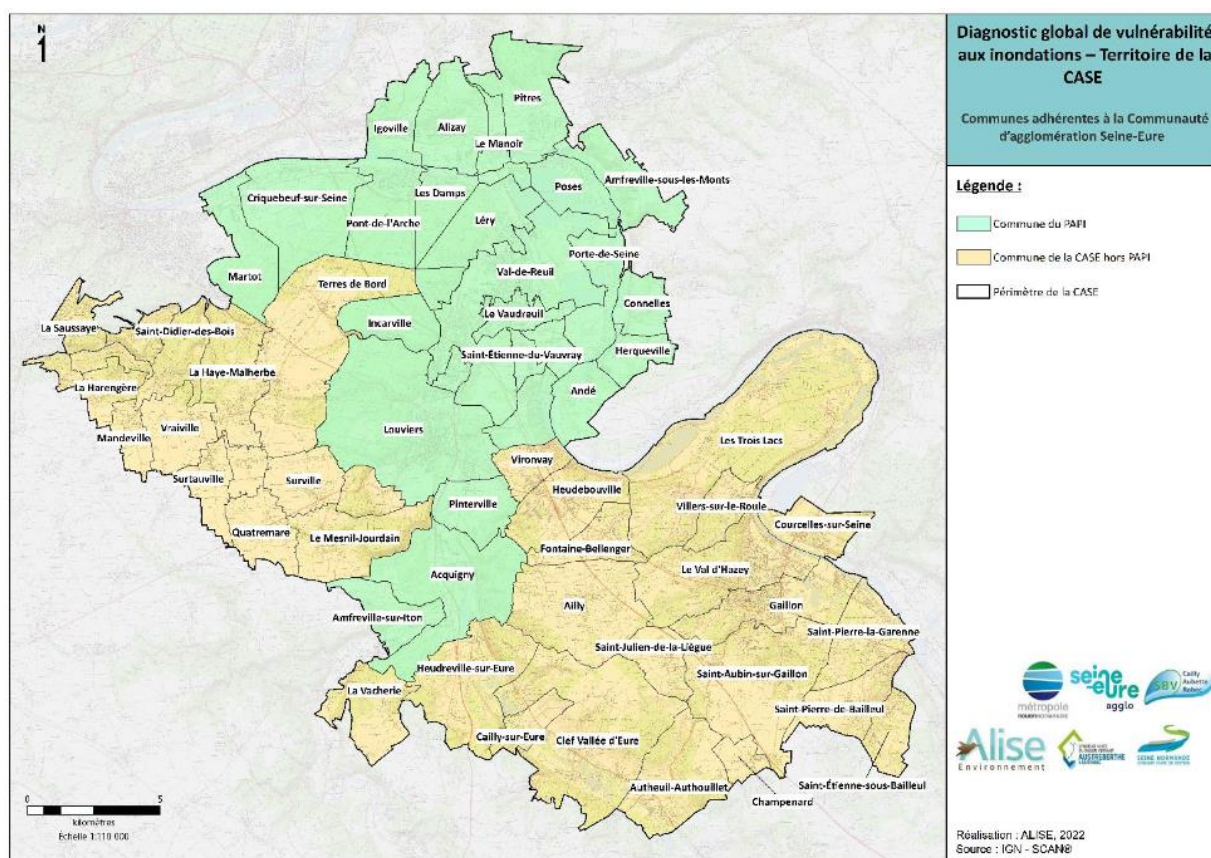 N
Diagnostic global de vulnérabilité
aux inondations – Territoire de la
CASE
Communes adhérentes à la Communauté
d'agglomération Seine-Eure
Légende :
Commune du PAPI
Commune de la CASE hors PAPI
Périmètre de la CASE
Pîtres
Igoville
Alizay
Le Manoir
Amfreville-sous-les-Monts
Poses
Les Damps
Criquebeuf-sur-Seine
Pont-de-l'Arche
Léry
Porte-de-Seine
Martot
Val-de-Reuil
Terres de Bord
Connelles
Le Vaudreuil
Incarville
La Saussaye
Saint-Didier-des-Bois
Saint-Étienne-du-Vauvray
Herqueville
La Haye-Malherbe
La Harengère
Andé
Louviers
Vraiville
Mandeville
Les Trois Lacs
Vironvay
Surtauville
Surville
Heudebouville
Pinterville
Villers-sur-le-Roule
Courcelles-sur-Seine
Quatremare
Le Mesnil-Jourdain
Fontaine-Bellenger
Le Val d'Hazey
Acquigny
Ailly
Gaillon
Amfreville-sur-Iton
Saint-Pierre-la-Garenne
Saint-Julien-de-la-Liègue
Heudreville-sur-Eure
Saint-Aubin-sur-Gaillon
La Vacherie
Saint-Pierre-de-Bailleul
Cailly-sur-Eure
Clef Vallée d'Eure
Autheuil-Authouillet
Saint-Étienne-sous-Bailleul
Champenard
0 5
kilomètres
Échelle 1:110 000
métropole
rouennormandie
seine-eure
agglo
SBV
Cailly
Aubette
Robec
Alise
Environnement
AUSTREBERTHE
SEINE NORMANDE
Réalisation : ALISE, 2022
Source : IGN - SCAN®